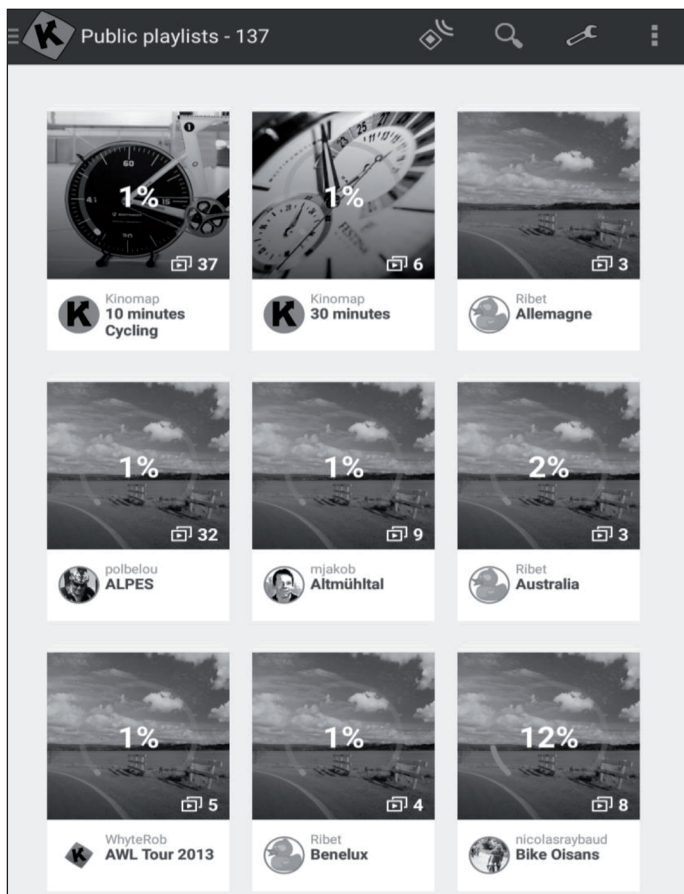 Public playlists - 137
1%
37
Kinomap
10 minutes
Cycling
1%
6
Kinomap
30 minutes
3
Ribet
Allemagne
1%
32
polbelou
ALPES
1%
9
mjakob
Altmühltal
2%
3
Ribet
Australia
1%
5
WhyteRob
AWL Tour 2013
1%
4
Ribet
Benelux
12%
8
nicolasraybaud
Bike Oisans